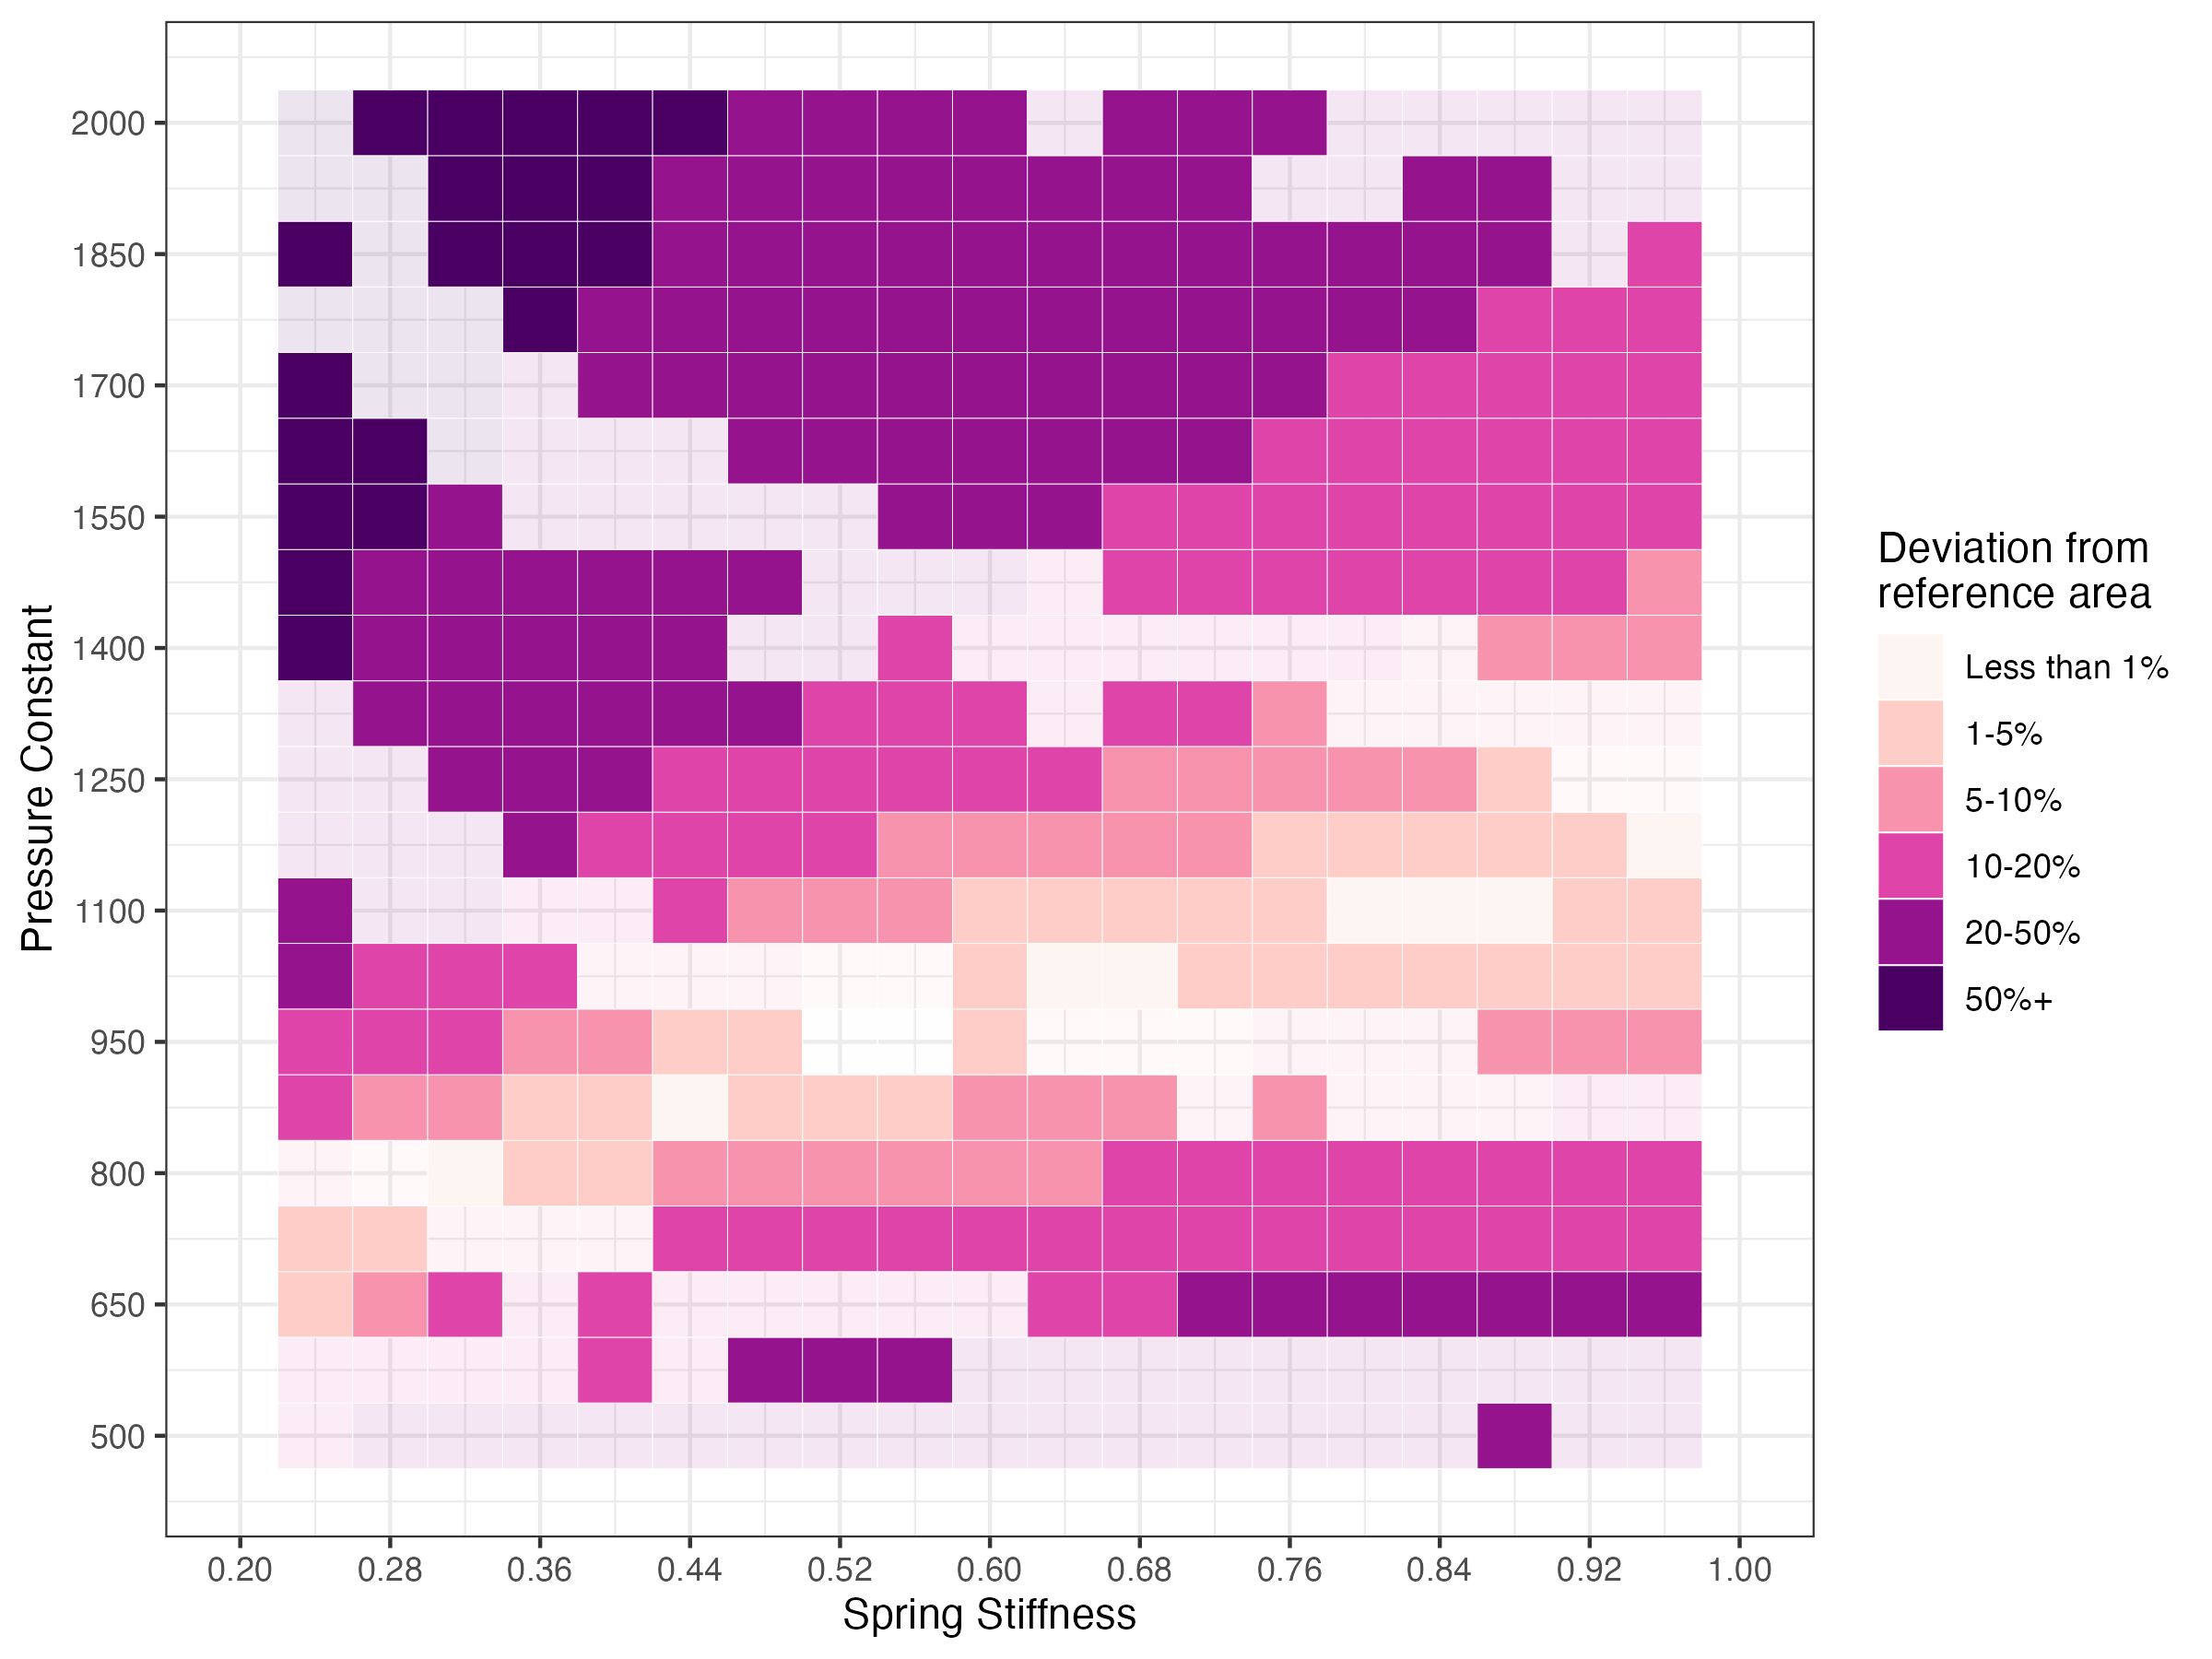 2000
1850
1700
1550
1400
1250
1100
950
800
650
500
Pressure Constant
0.20 0.28 0.36 0.44 0.52 0.60 0.68 0.76 0.84 0.92 1.00
Spring Stiffness
Deviation from
reference area
Less than 1%
1-5%
5-10%
10-20%
20-50%
50%+